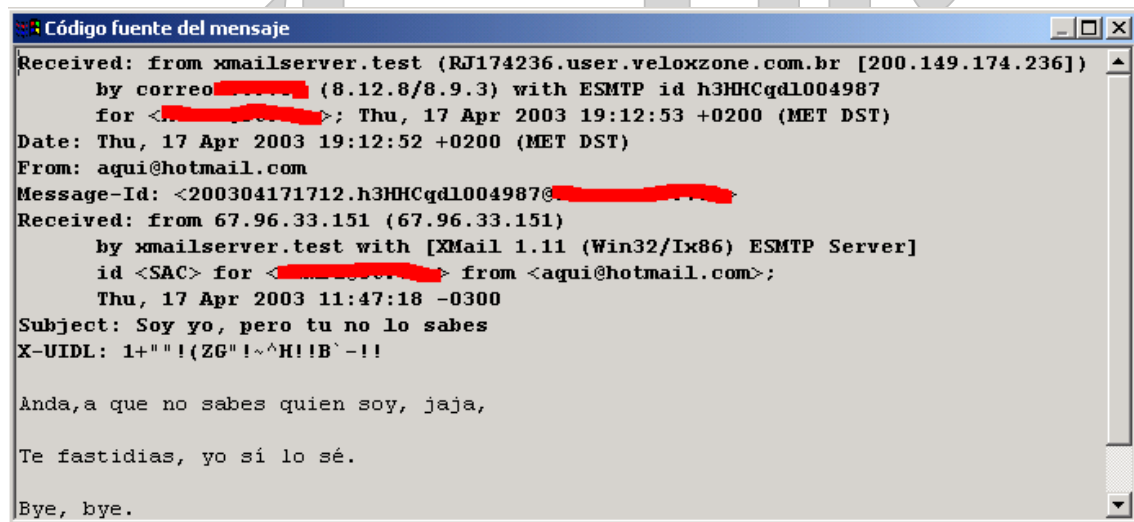 Código fuente del mensaje
Received: from xmailserver.test (RJ174236.user.veloxzone.com.br [200.149.174.236])
by correo (8.12.8/8.9.3) with ESMTP id h3HHCqdl004987
for < >; Thu, 17 Apr 2003 19:12:53 +0200 (MET DST)
Date: Thu, 17 Apr 2003 19:12:52 +0200 (MET DST)
From: aqui@hotmail.com
Message-Id: <200304171712.h3HHCqdl004987@ >
Received: from 67.96.33.151 (67.96.33.151)
by xmailserver.test with [XMail 1.11 (Win32/Ix86) ESMTP Server]
id <SAC> for < > from <aqui@hotmail.com>;
Thu, 17 Apr 2003 11:47:18 -0300
Subject: Soy yo, pero tu no lo sabes
X-UIDL: 1+""!(ZG"!~^H!!B`-!!
Anda,a que no sabes quien soy, jaja,
Te fastidias, yo sí lo sé.
Bye, bye.